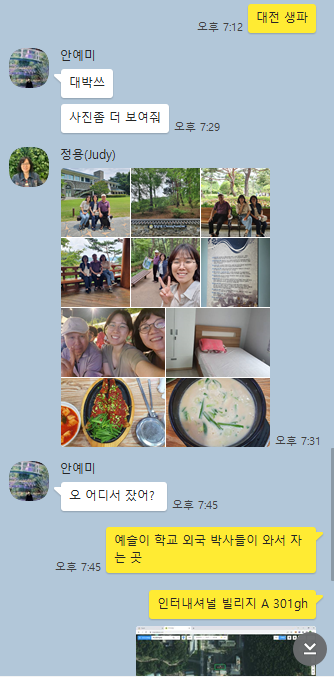 대전 생파
오후 7:12
안예미
대박쓰
사진좀 더 보여줘
오후 7:29
정용(Judy)
오후 7:31
안예미
오 어디서 잤어?
오후 7:45
예슬이 학교 외국 박사들이 와서 자
는 곳
오후 7:45
인터내셔널 빌리지 A 301gh